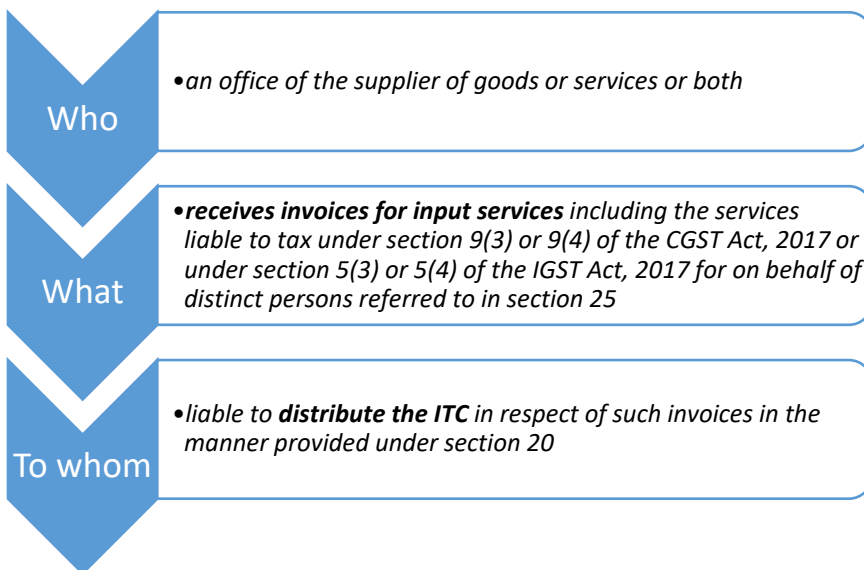 Who
•an office of the supplier of goods or services or both
What
•receives invoices for input services including the services
liable to tax under section 9(3) or 9(4) of the CGST Act, 2017 or
under section 5(3) or 5(4) of the IGST Act, 2017 for on behalf of
distinct persons referred to in section 25
To whom
•liable to distribute the ITC in respect of such invoices in the
manner provided under section 20